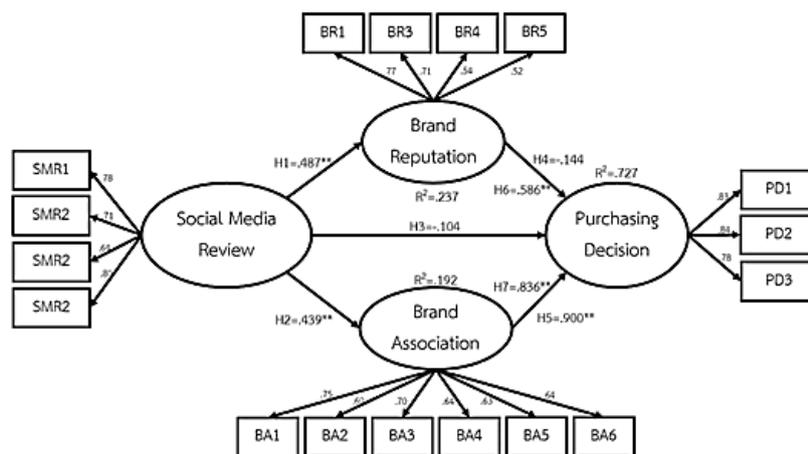 BR1 BR3 BR4 BR5
.77 .71 .54 .52
Brand
Reputation
H1=.487**
H4=-.144
R²=.727
H6=.586**
R²=.237
SMR1
SMR2
SMR2
SMR2
.78
.71
Social Media
Review
H3=-.104
Purchasing
Decision
PD1
PD2
PD3
.84
.78
R²=.192
H7=.836**
H2=.439**
H5=.900**
Brand
Association
.75 .60 .70 .64 .63 .64
BA1 BA2 BA3 BA4 BA5 BA6